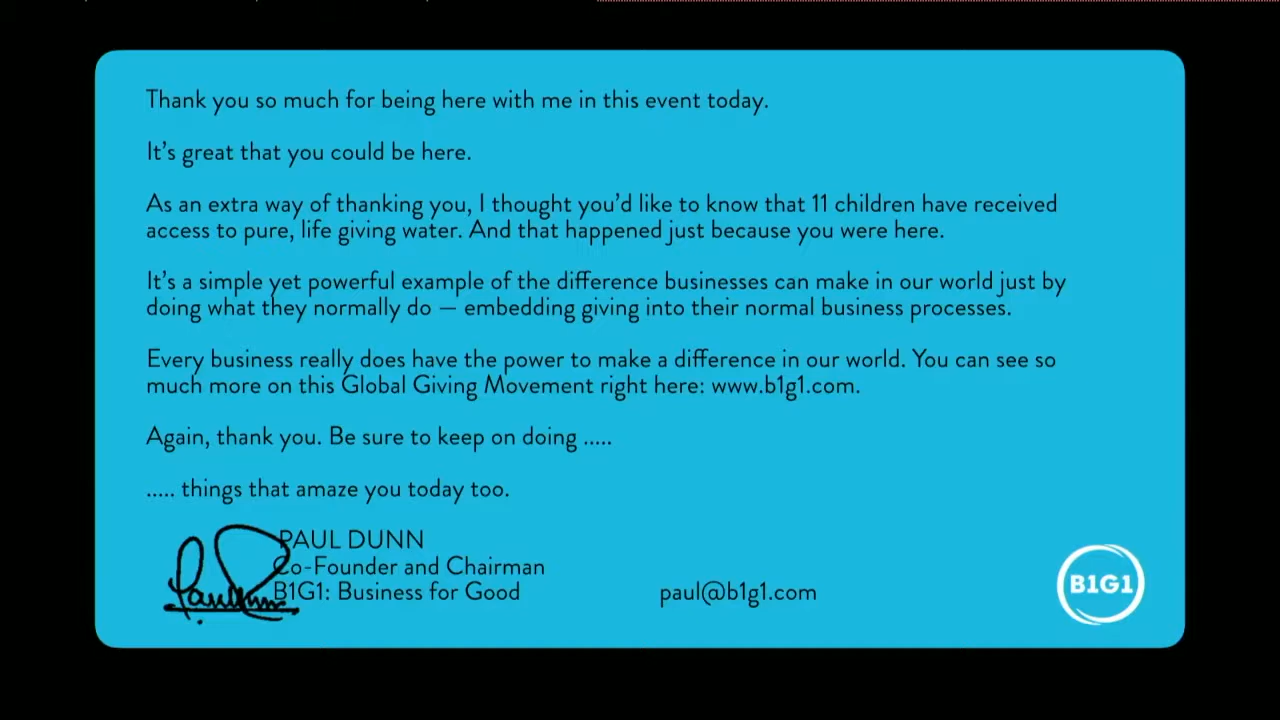 Thank you so much for being here with me in this event today.
It's great that you could be here.
As an extra way of thanking you, I thought you'd like to know that 11 children have received
access to pure, life giving water. And that happened just because you were here.
It's a simple yet powerful example of the difference businesses can make in our world just by
doing what they normally do — embedding giving into their normal business processes.
Every business really does have the power to make a difference in our world. You can see so
much more on this Global Giving Movement right here: www.b1g1.com.
Again, thank you. Be sure to keep on doing .....
..... things that amaze you today too.
PAUL DUNN
Co-Founder and Chairman
B1G1: Business for Good
paul@b1g1.com
B1G1